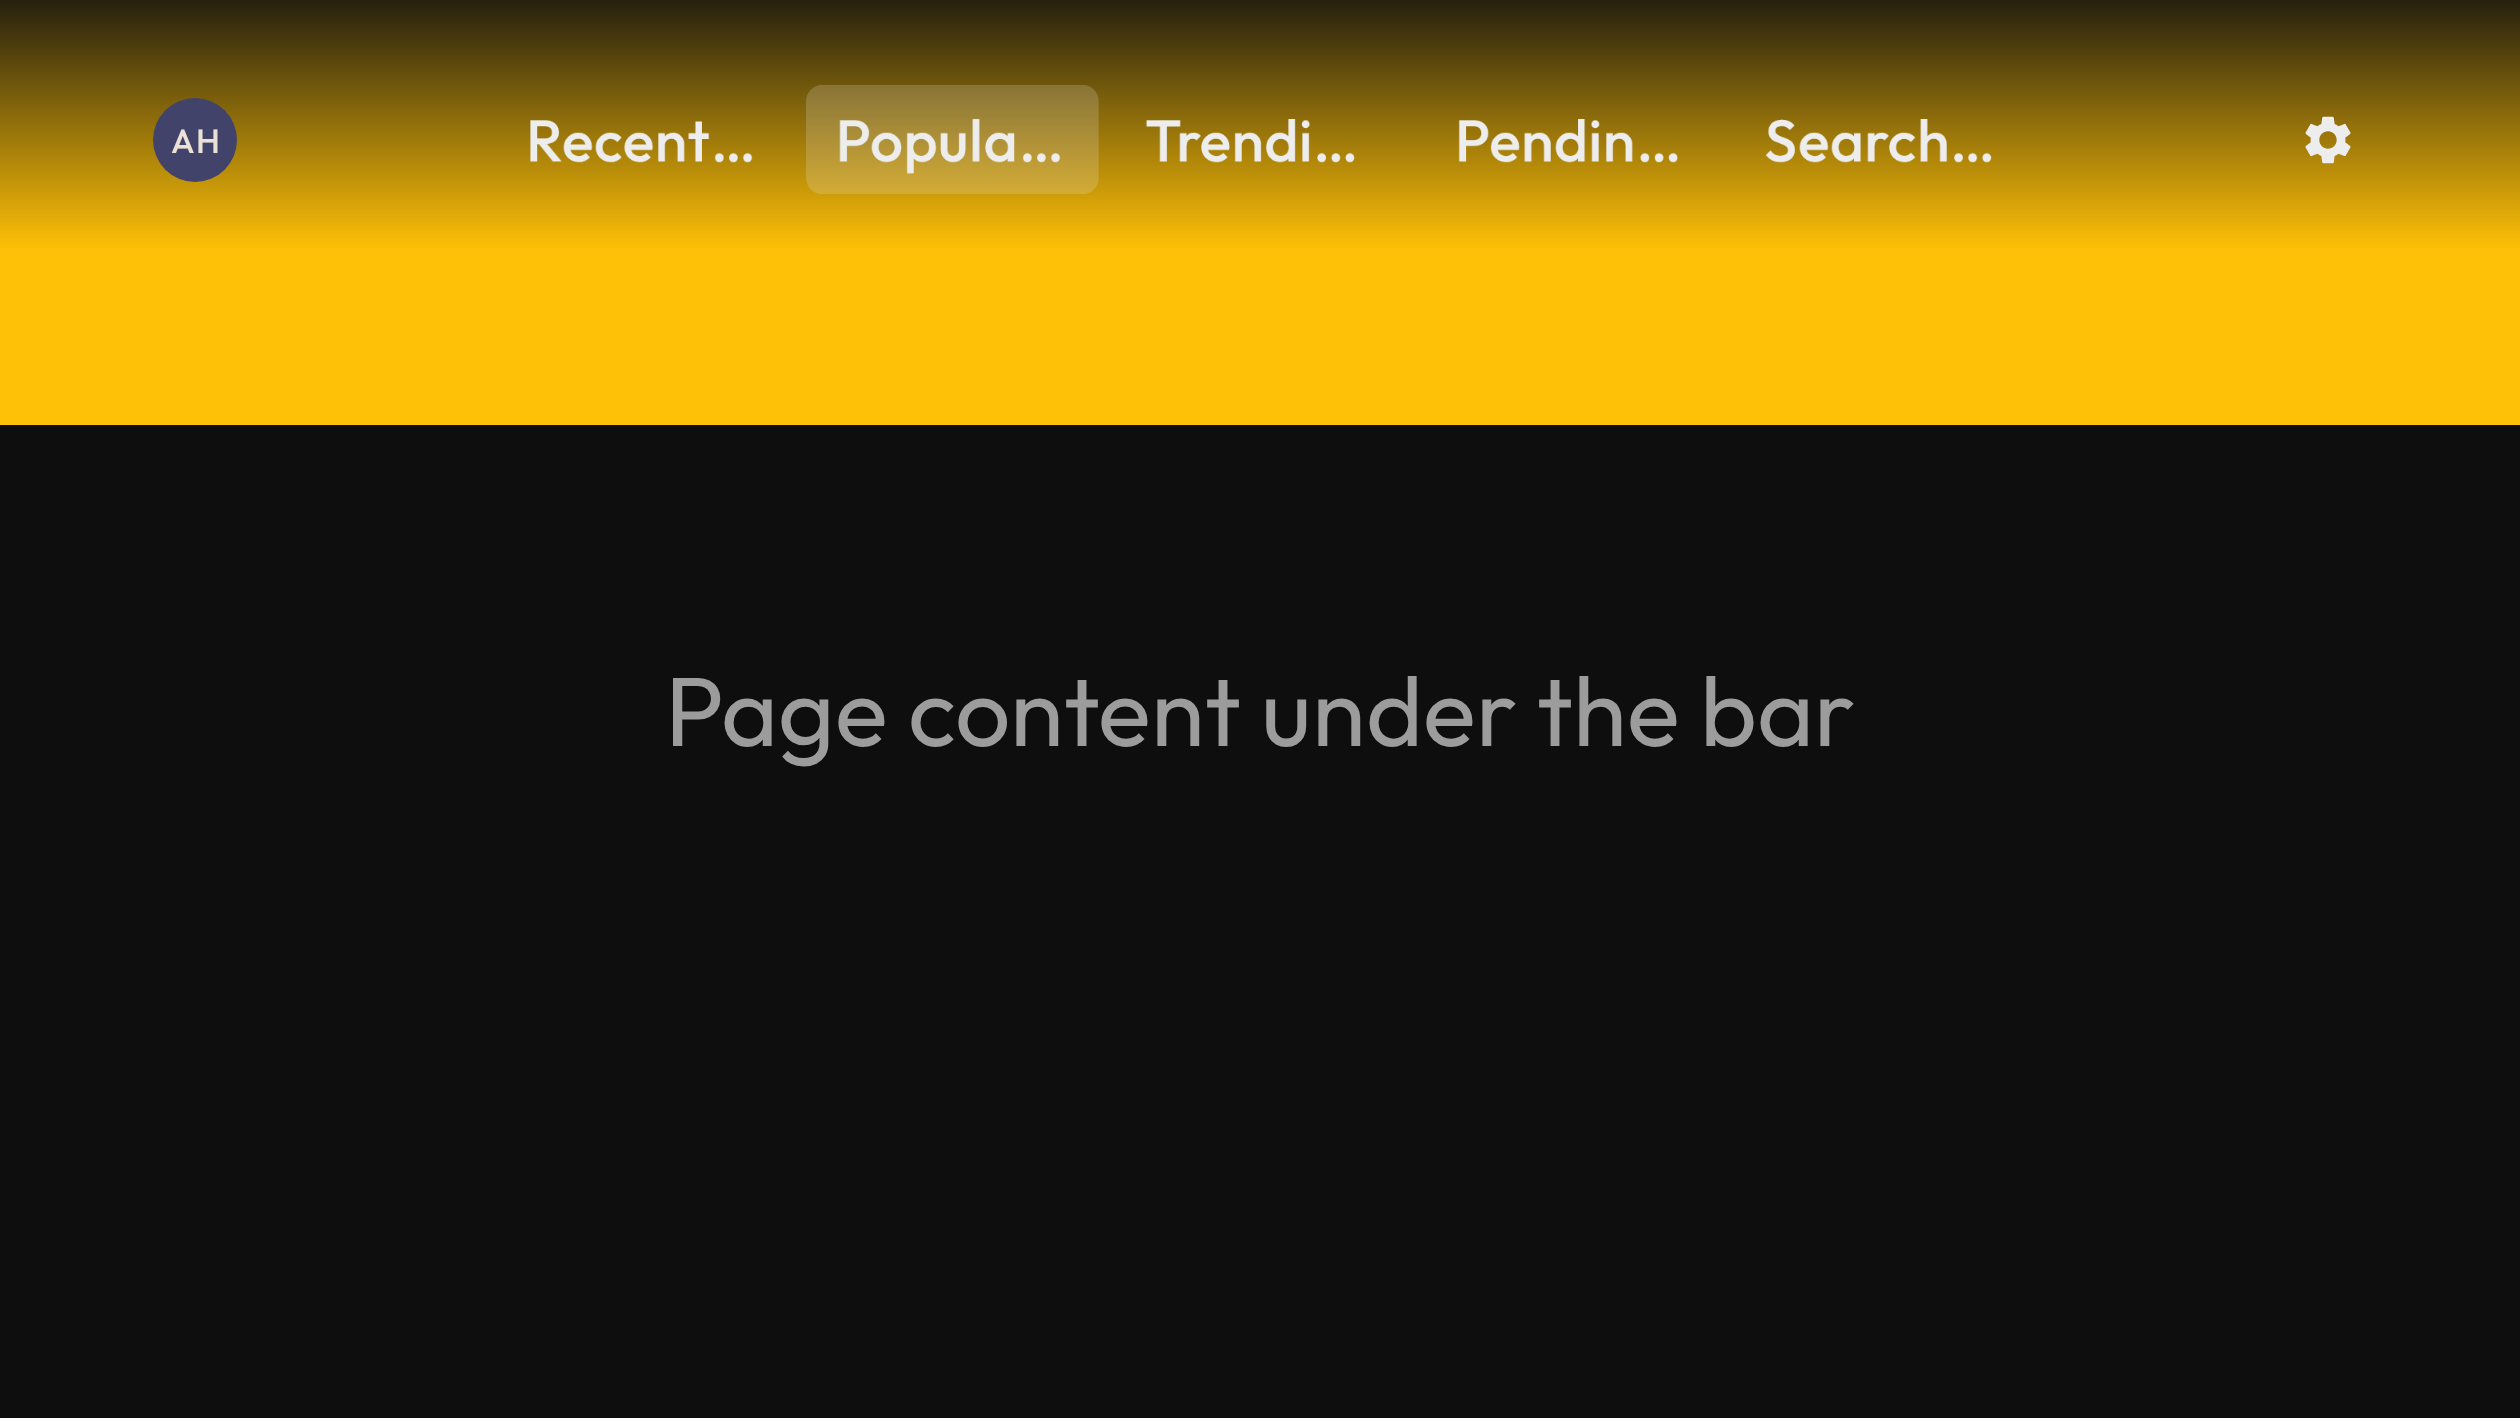 AH
Recent...
Popula...
Trendi...
Pendin...
Search...
Page content under the bar